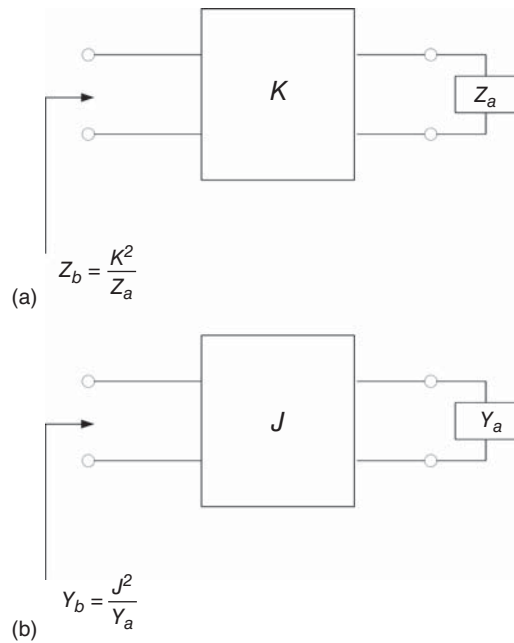 K
Z_a
(a) Z_b = K^2/Z_a
J
Y_a
(b) Y_b = J^2/Y_a